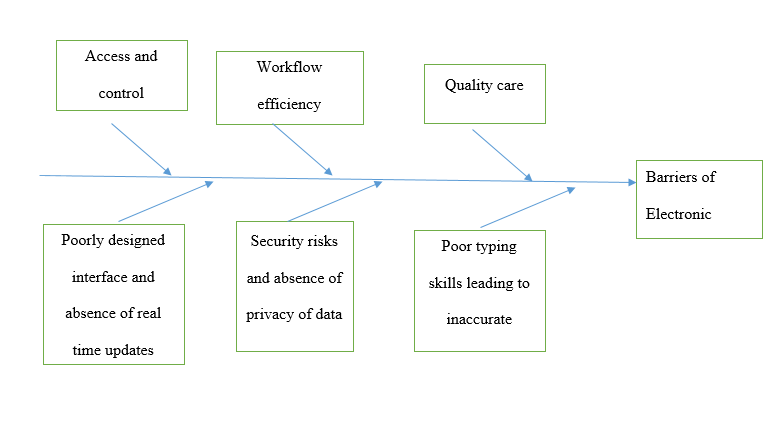 Access and
control
Workflow
efficiency
Quality care
Barriers of
Electronic
Poorly designed
interface and
absence of real
time updates
Security risks
and absence of
privacy of data
Poor typing
skills leading to
inaccurate